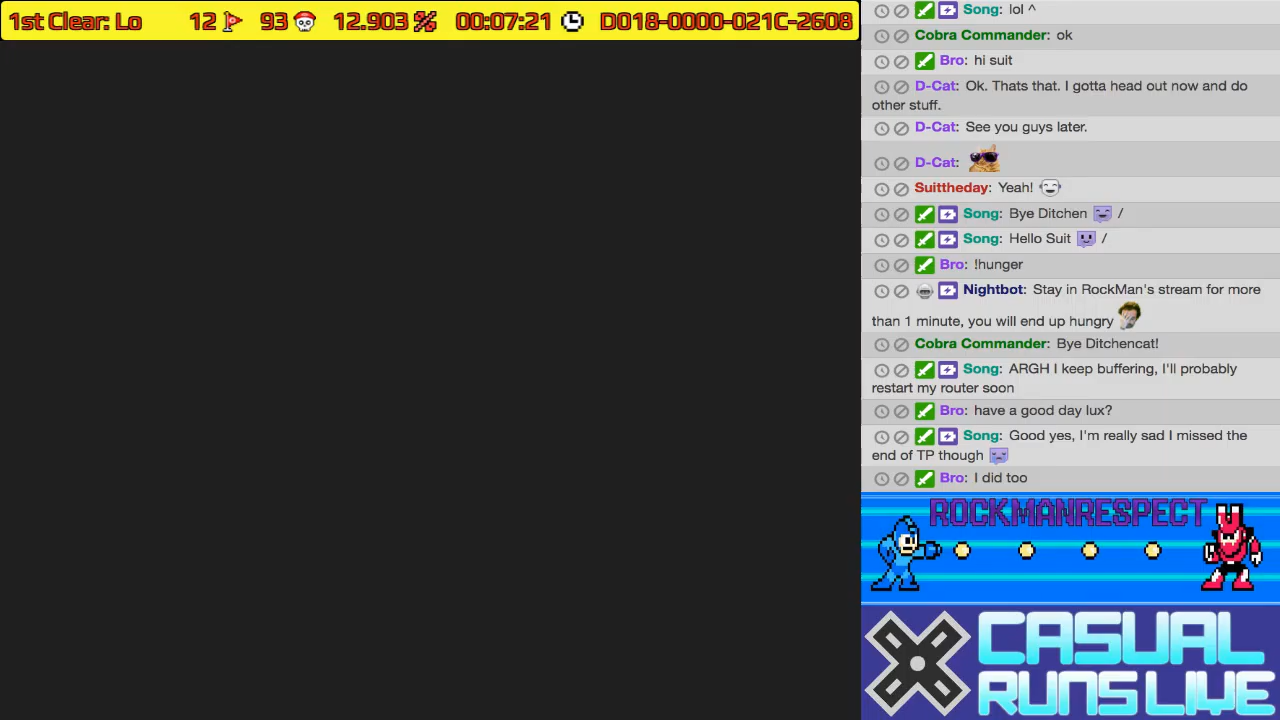 1st Clear: Lo 12 93 12.903% 00:07:21 D018-0000-021C-2608
Song: lol ^
Cobra Commander: ok
Bro: hi suit
D-Cat: Ok. Thats that. I gotta head out now and do
other stuff.
D-Cat: See you guys later.
D-Cat:
Suittheday: Yeah!
Song: Bye Ditchen /
Song: Hello Suit /
Bro: !hunger
Nightbot: Stay in RockMan's stream for more
than 1 minute, you will end up hungry
Cobra Commander: Bye Ditchencat!
Song: ARGH I keep buffering, I'll probably
restart my router soon
Bro: have a good day lux?
Song: Good yes, I'm really sad I missed the
end of TP though
Bro: I did too
ROCKMANRESPECT
CASUAL
RUNS LIVE